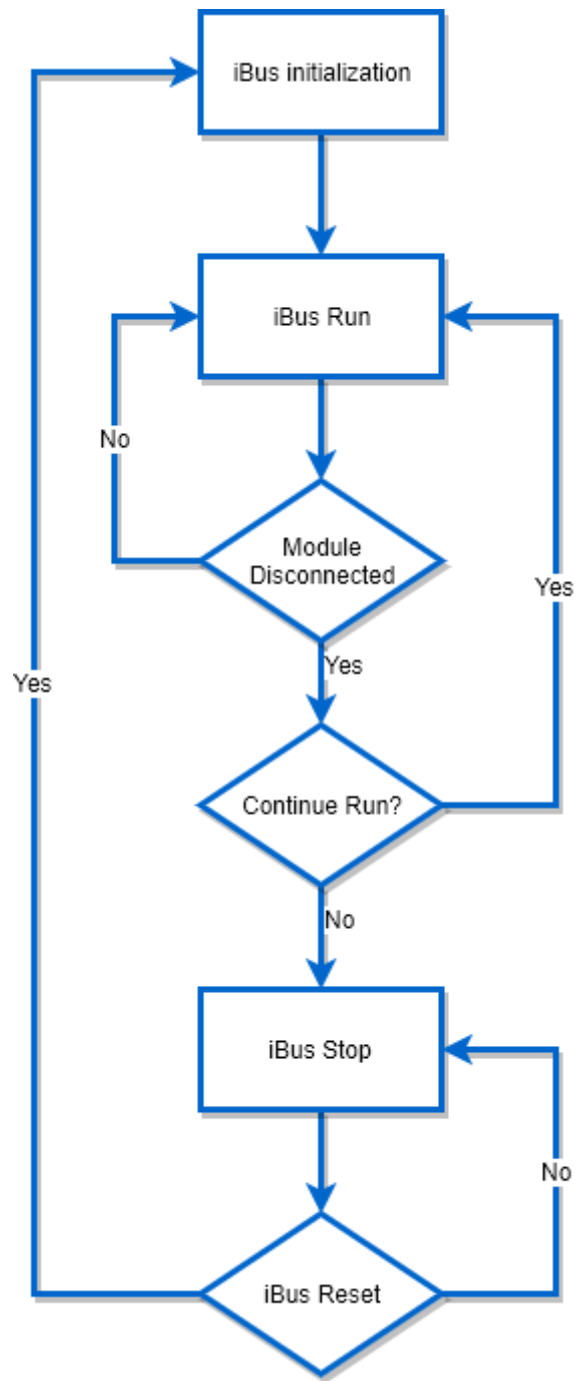 iBus initialization
iBus Run
No
Module
Disconnected
Yes
Yes
Yes
Continue Run?
No
iBus Stop
No
iBus Reset